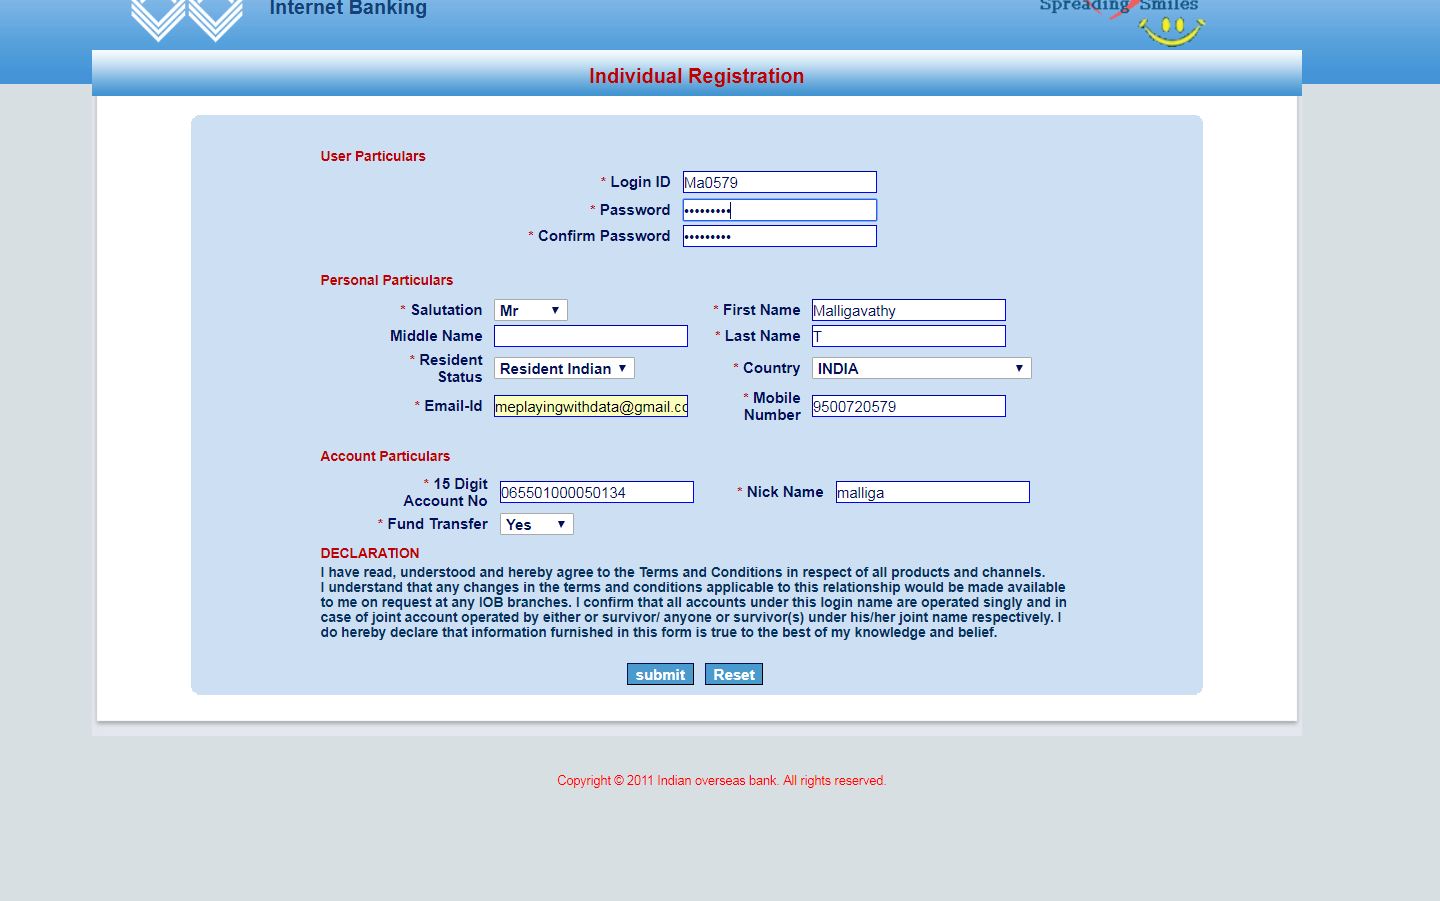 Internet Banking
Spreading Smiles
Individual Registration
User Particulars
* Login ID Ma0579
* Password •••••••••
* Confirm Password •••••••••
Personal Particulars
* Salutation Mr * First Name Malligavathy
Middle Name * Last Name T
* Resident Status Resident Indian * Country INDIA
* Email-Id meplayingwithdata@gmail.co * Mobile Number 9500720579
Account Particulars
* 15 Digit Account No 065501000050134 * Nick Name malliga
* Fund Transfer Yes
DECLARATION
I have read, understood and hereby agree to the Terms and Conditions in respect of all products and channels.
I understand that any changes in the terms and conditions applicable to this relationship would be made available
to me on request at any IOB branches. I confirm that all accounts under this login name are operated singly and in
case of joint account operated by either or survivor/ anyone or survivor(s) under his/her joint name respectively. I
do hereby declare that information furnished in this form is true to the best of my knowledge and belief.
submit Reset
Copyright © 2011 Indian overseas bank. All rights reserved.